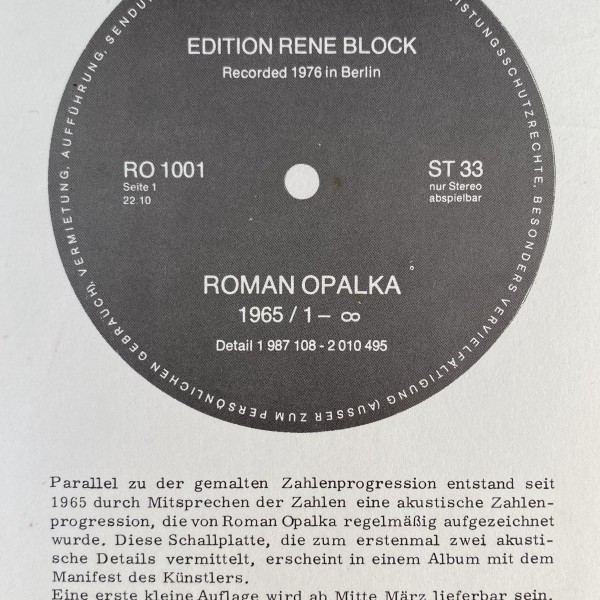 EDITION RENE BLOCK
Recorded 1976 in Berlin
RO 1001
Seite 1
22.10
ST 33
nur Stereo
abspielbar
ROMAN OPALKA
1965 / 1 – ∞
Detail 1 987 108 - 2 010 495
LEISTUNGSSCHUTZRECHTE, BESONDERS VERVIELFÄLTIGUNG (AUSSER ZUM PERSÖNLICHEN GEBRAUCH), VERMIETUNG, AUFFÜHRUNG,
Parallel zu der gemalten Zahlenprogression entstand seit
1965 durch Mitsprechen der Zahlen eine akustische Zahlen-
progression, die von Roman Opalka regelmäßig aufgezeichnet
wurde. Diese Schallplatte, die zum erstenmal zwei akusti-
sche Details vermittelt, erscheint in einem Album mit dem
Manifest des Künstlers.
Eine erste kleine Auflage wird ab Mitte März lieferbar sein.